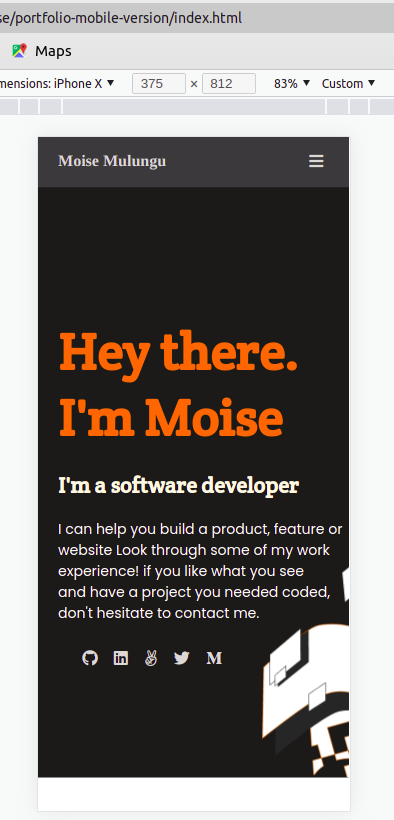 se/portfolio-mobile-version/index.html
Maps
mensions: iPhone X ▼ 375 × 812 83% ▼ Custom ▼
Moise Mulungu
Hey there.
I'm Moise
I'm a software developer
I can help you build a product, feature or
website Look through some of my work
experience! if you like what you see
and have a project you needed coded,
don't hesitate to contact me.